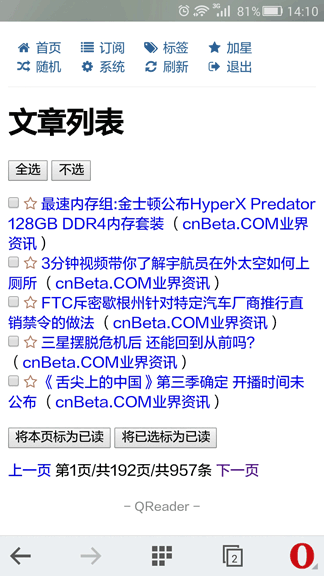 3G 81% 14:10
首页 订阅 标签 加星
随机 系统 刷新 退出
文章列表
全选 不选
最速内存组:金士顿公布HyperX Predator
128GB DDR4内存套装 （cnBeta.COM业界
资讯）
3分钟视频带你了解宇航员在外太空如何上
厕所（cnBeta.COM业界资讯）
FTC斥密歇根州针对特定汽车厂商推行直
销禁令的做法（cnBeta.COM业界资讯）
三星摆脱危机后 还能回到从前吗?
（cnBeta.COM业界资讯）
《舌尖上的中国》第三季确定 开播时间未
公布（cnBeta.COM业界资讯）
将本页标为已读 将已选标为已读
上一页 第1页/共192页/共957条 下一页
– QReader –
2